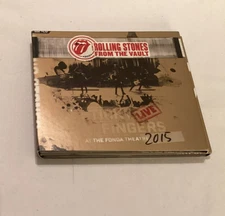 ROLLING STONES
FROM THE VAULT
LIVE
FINGERS
AT THE FONDA THEATRE
2015